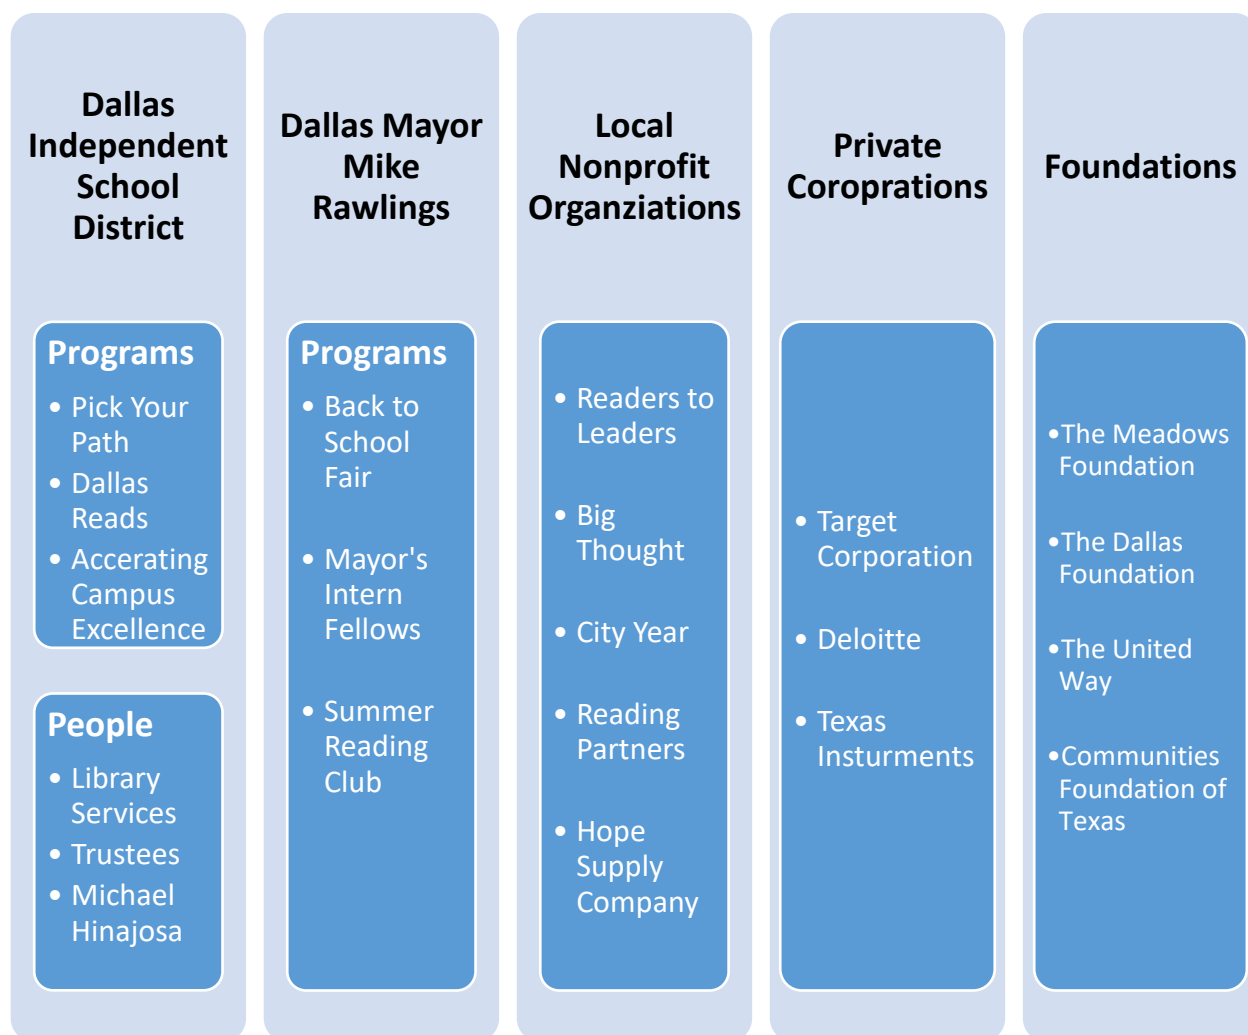 Dallas
Independent
School
District
Programs
• Pick Your
Path
• Dallas
Reads
• Accerating
Campus
Excellence
People
• Library
Services
• Trustees
• Michael
Hinajosa
Dallas Mayor
Mike
Rawlings
Programs
• Back to
School
Fair
• Mayor's
Intern
Fellows
• Summer
Reading
Club
Local
Nonprofit
Organziations
• Readers to
Leaders
• Big
Thought
• City Year
• Reading
Partners
• Hope
Supply
Company
Private
Coroprations
• Target
Corporation
• Deloitte
• Texas
Insturments
Foundations
•The Meadows
Foundation
•The Dallas
Foundation
•The United
Way
•Communities
Foundation of
Texas